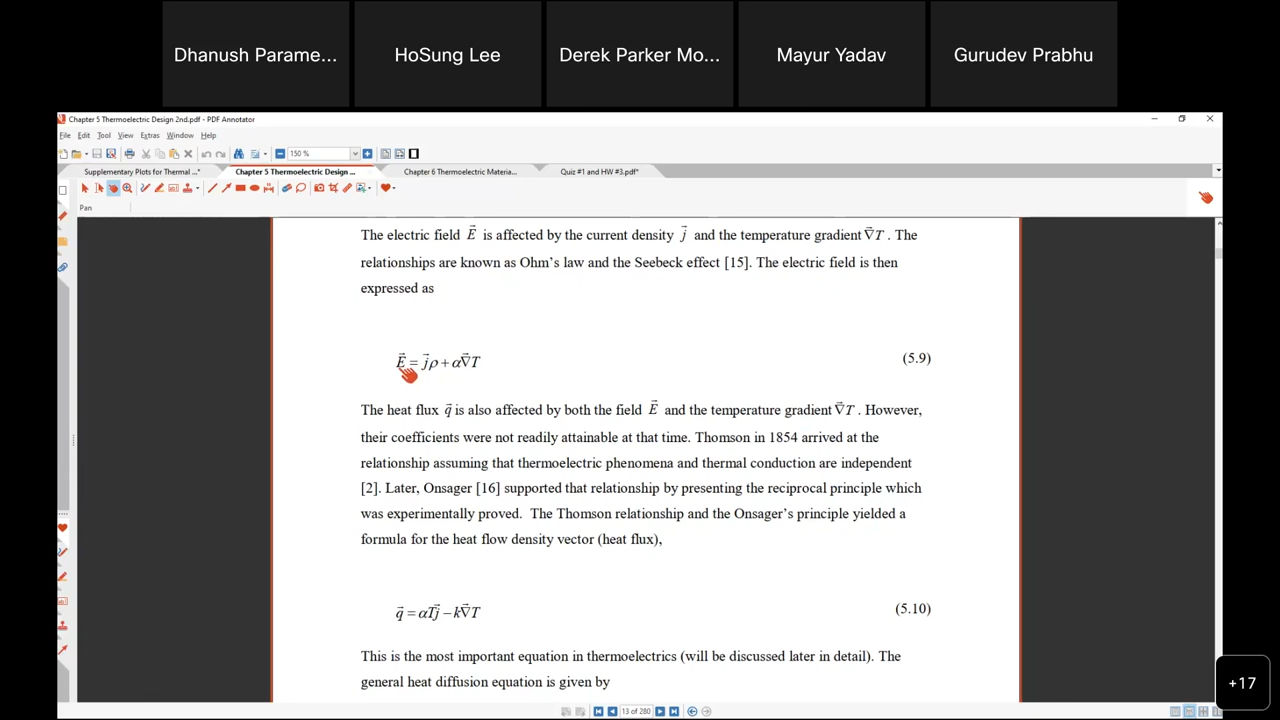 Dhanush Parame... HoSung Lee Derek Parker Mo... Mayur Yadav Gurudev Prabhu
Chapter 5 Thermoelectric Design 2nd.pdf - PDF Annotator
File Edit Tool View Extras Window Help
150 %
Supplementary Plots for Thermal ...* Chapter 5 Thermoelectric Design ... Chapter 6 Thermoelectric Materia... Quiz #1 and HW #3.pdf*
Pan
The electric field E⃗ is affected by the current density j⃗ and the temperature gradient ∇⃗T . The
relationships are known as Ohm’s law and the Seebeck effect [15]. The electric field is then
expressed as
E⃗ = j⃗ρ + α∇⃗T (5.9)
The heat flux q⃗ is also affected by both the field E⃗ and the temperature gradient ∇⃗T . However,
their coefficients were not readily attainable at that time. Thomson in 1854 arrived at the
relationship assuming that thermoelectric phenomena and thermal conduction are independent
[2]. Later, Onsager [16] supported that relationship by presenting the reciprocal principle which
was experimentally proved. The Thomson relationship and the Onsager’s principle yielded a
formula for the heat flow density vector (heat flux),
q⃗ = αTj⃗ − k∇⃗T (5.10)
This is the most important equation in thermoelectrics (will be discussed later in detail). The
general heat diffusion equation is given by
+17
13 of 280